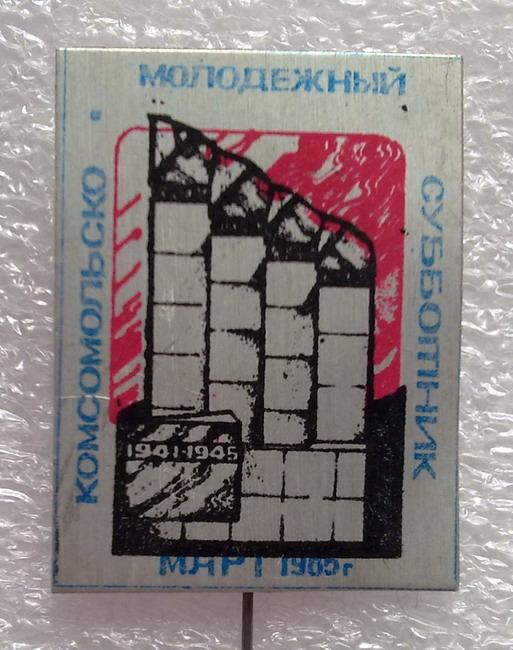 КОМСОМОЛЬСКО -
МОЛОДЕЖНЫЙ
СУББОТНИК
1941-1945
МАРТ 1985г